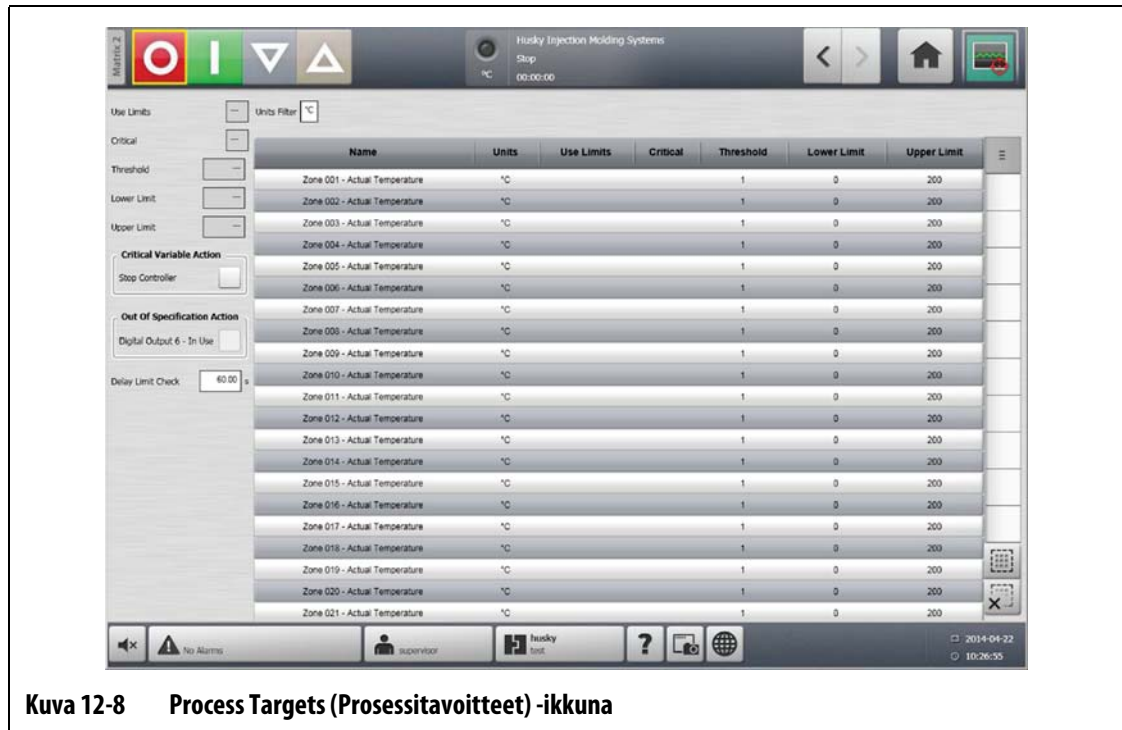 Matrix 2
Husky Injection Molding Systems
Stop
°C 00:00:00
Use Limits --
Units Filter °C
Critical --
Threshold --
Lower Limit --
Upper Limit --
Critical Variable Action
Stop Controller
Out Of Specification Action
Digital Output 6 - In Use
Delay Limit Check 60.00 s
Name Units Use Limits Critical Threshold Lower Limit Upper Limit
Zone 001 - Actual Temperature °C 1 0 200
Zone 002 - Actual Temperature °C 1 0 200
Zone 003 - Actual Temperature °C 1 0 200
Zone 004 - Actual Temperature °C 1 0 200
Zone 005 - Actual Temperature °C 1 0 200
Zone 006 - Actual Temperature °C 1 0 200
Zone 007 - Actual Temperature °C 1 0 200
Zone 008 - Actual Temperature °C 1 0 200
Zone 009 - Actual Temperature °C 1 0 200
Zone 010 - Actual Temperature °C 1 0 200
Zone 011 - Actual Temperature °C 1 0 200
Zone 012 - Actual Temperature °C 1 0 200
Zone 013 - Actual Temperature °C 1 0 200
Zone 014 - Actual Temperature °C 1 0 200
Zone 015 - Actual Temperature °C 1 0 200
Zone 016 - Actual Temperature °C 1 0 200
Zone 017 - Actual Temperature °C 1 0 200
Zone 018 - Actual Temperature °C 1 0 200
Zone 019 - Actual Temperature °C 1 0 200
Zone 020 - Actual Temperature °C 1 0 200
Zone 021 - Actual Temperature °C 1 0 200
No Alarms
supervisor
husky
test
?
2014-04-22
10:26:55
Kuva 12-8 Process Targets (Prosessitavoitteet) -ikkuna